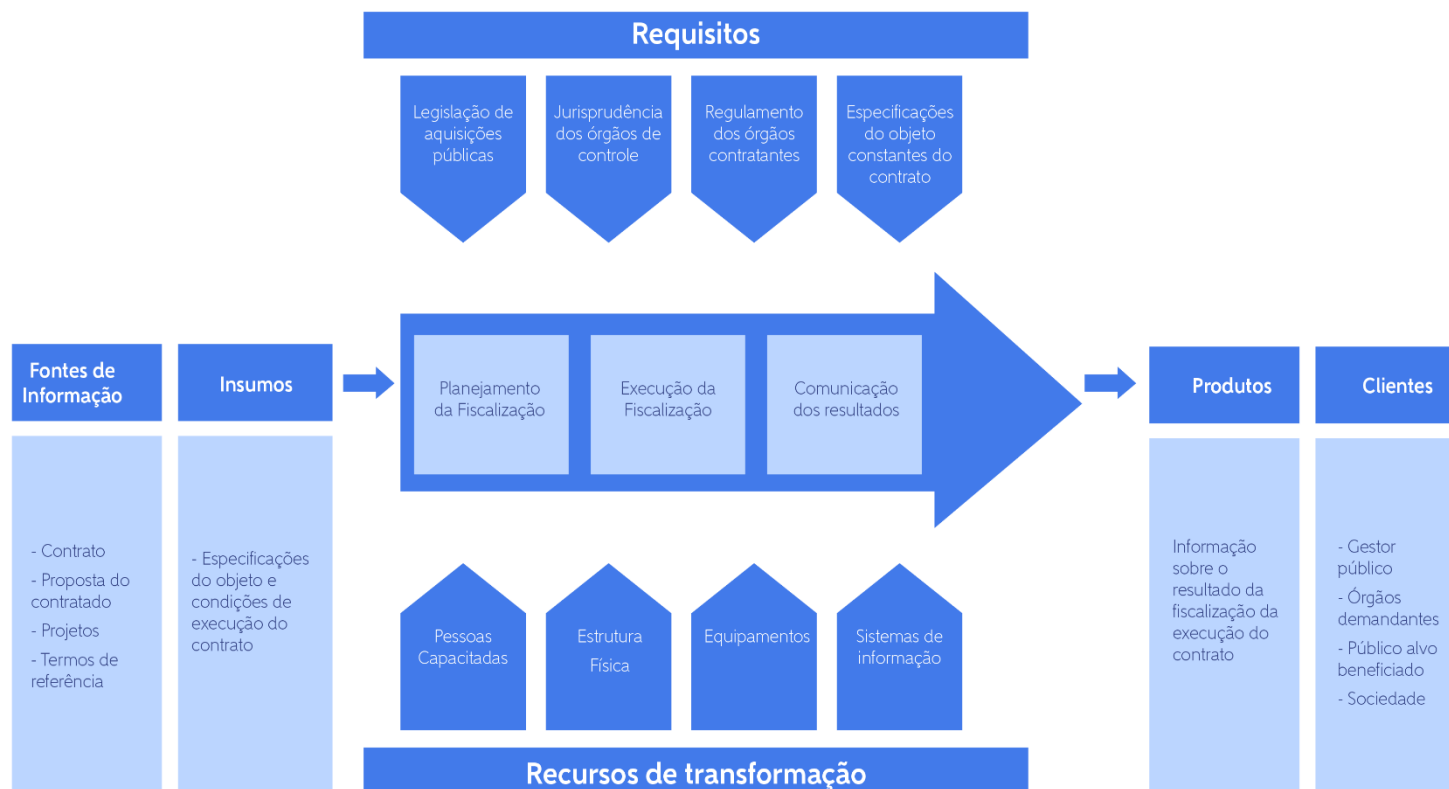 Requisitos
Legislação de
aquisições
públicas
Jurisprudência
dos órgãos de
controle
Regulamento
dos órgãos
contratantes
Especificações
do objeto
constantes do
contrato
Fontes de
Informação
- Contrato
- Proposta do
contratado
- Projetos
- Termos de
referência
Insumos
- Especificações
do objeto e
condições de
execução do
contrato
Planejamento
da Fiscalização
Execução da
Fiscalização
Comunicação
dos resultados
Pessoas
Capacitadas
Estrutura
Física
Equipamentos
Sistemas de
informação
Recursos de transformação
Produtos
Informação
sobre o
resultado da
fiscalização da
execução do
contrato
Clientes
- Gestor
público
- Órgãos
demandantes
- Público alvo
beneficiado
- Sociedade